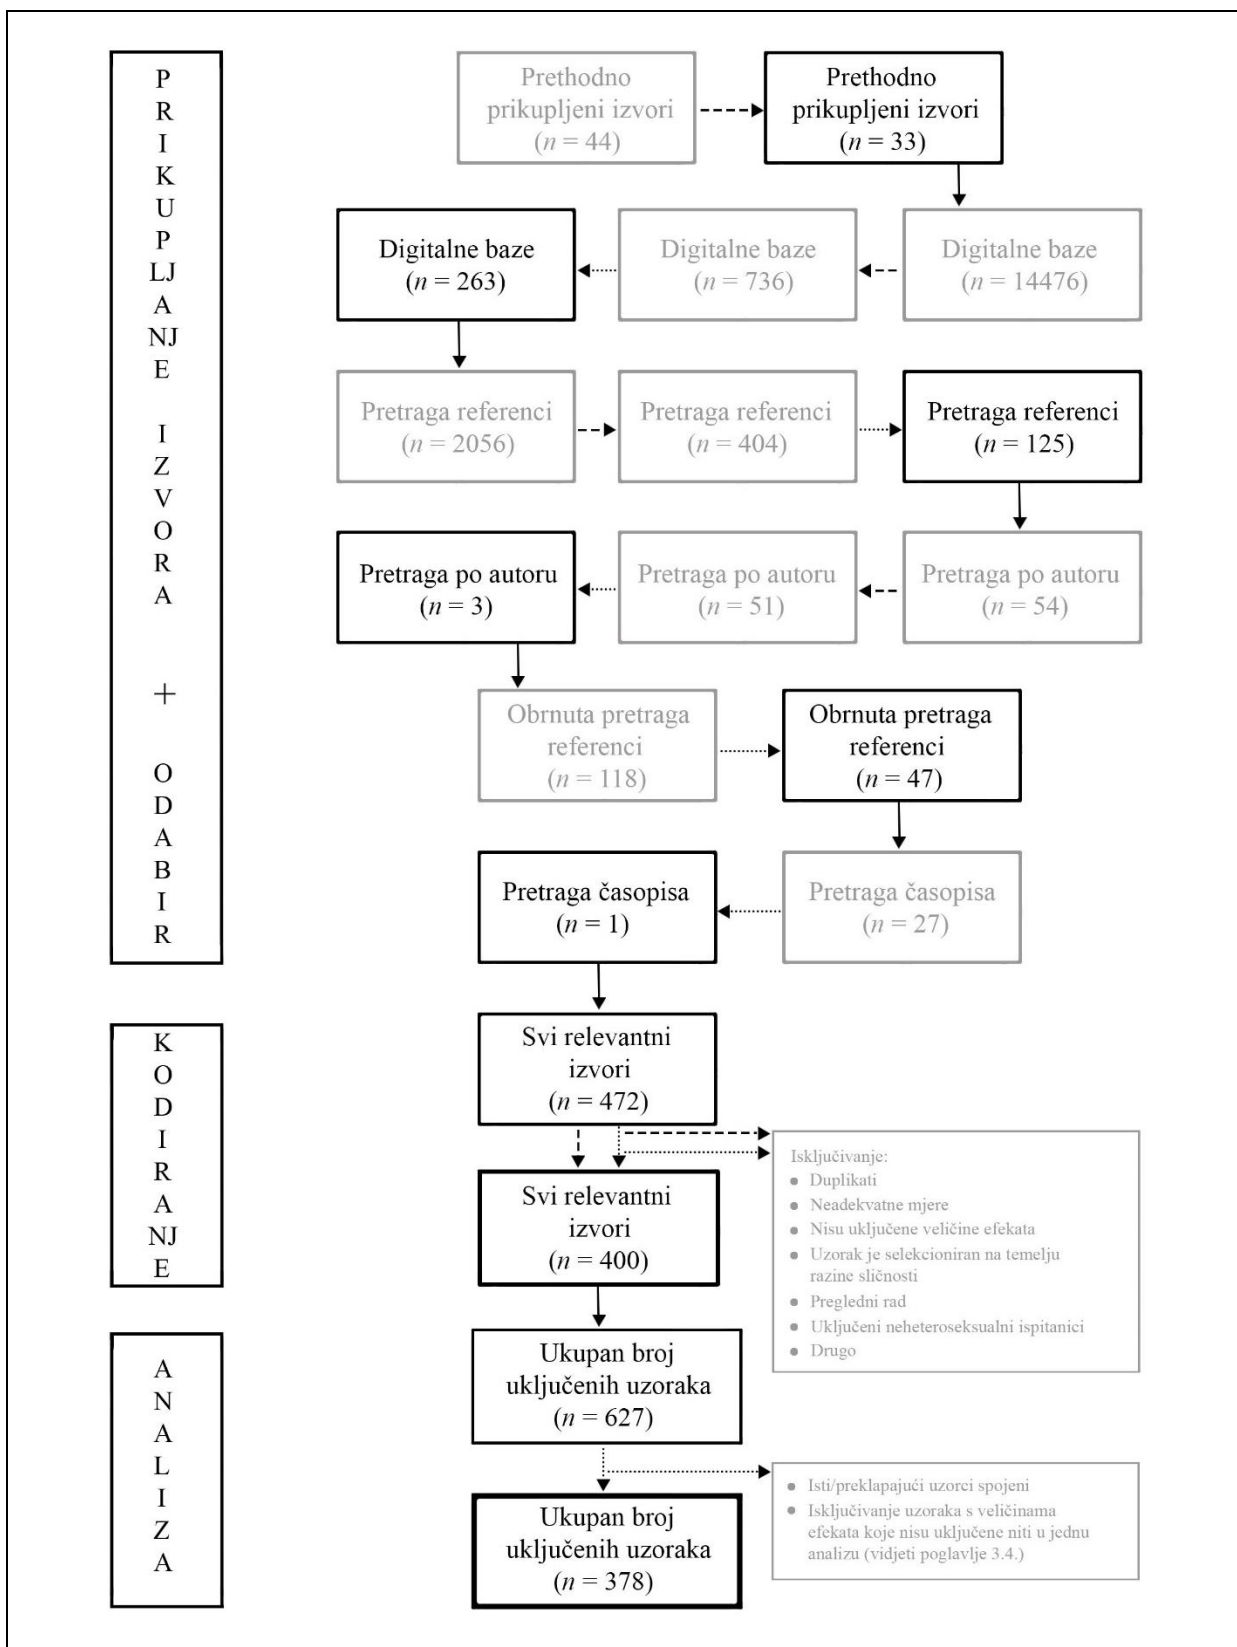 P
R
I
K
U
P
LJ
A
NJ
E
I
Z
V
O
R
A
+
O
D
A
B
I
R
Prethodno
prikupljeni izvori
(n = 44)
Prethodno
prikupljeni izvori
(n = 33)
Digitalne baze
(n = 263)
Digitalne baze
(n = 736)
Digitalne baze
(n = 14476)
Pretraga referenci
(n = 2056)
Pretraga referenci
(n = 404)
Pretraga referenci
(n = 125)
Pretraga po autoru
(n = 3)
Pretraga po autoru
(n = 51)
Pretraga po autoru
(n = 54)
Obrnuta pretraga
referenci
(n = 118)
Obrnuta pretraga
referenci
(n = 47)
Pretraga časopisa
(n = 1)
Pretraga časopisa
(n = 27)
K
O
D
I
R
A
NJ
E
Svi relevantni
izvori
(n = 472)
Svi relevantni
izvori
(n = 400)
Isključivanje:
● Duplikati
● Neadekvatne mjere
● Nisu uključene veličine efekata
● Uzorak je selekcioniran na temelju
razine sličnosti
● Pregledni rad
● Uključeni neheteroseksualni ispitanici
● Drugo
A
N
A
L
I
Z
A
Ukupan broj
uključenih uzoraka
(n = 627)
Ukupan broj
uključenih uzoraka
(n = 378)
● Isti/preklapajući uzorci spojeni
● Isključivanje uzoraka s veličinama
efekata koje nisu uključene niti u jednu
analizu (vidjeti poglavlje 3.4.)